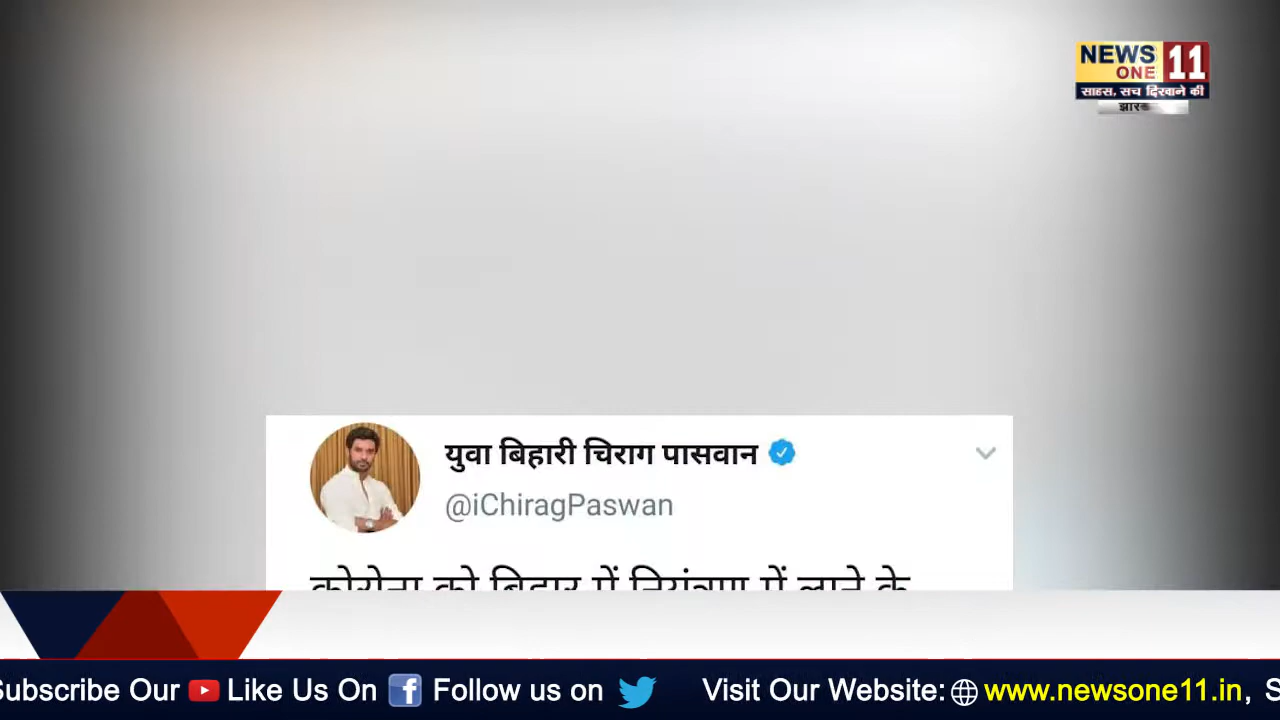 NEWS
ONE
11
साहस, सच दिखाने की
युवा बिहारी चिराग पासवान
@iChiragPaswan
कोरोना को बिहार में नियंत्रण में लाने के
Subscribe Our Like Us On Follow us on Visit Our Website: www.newsone11.in, S